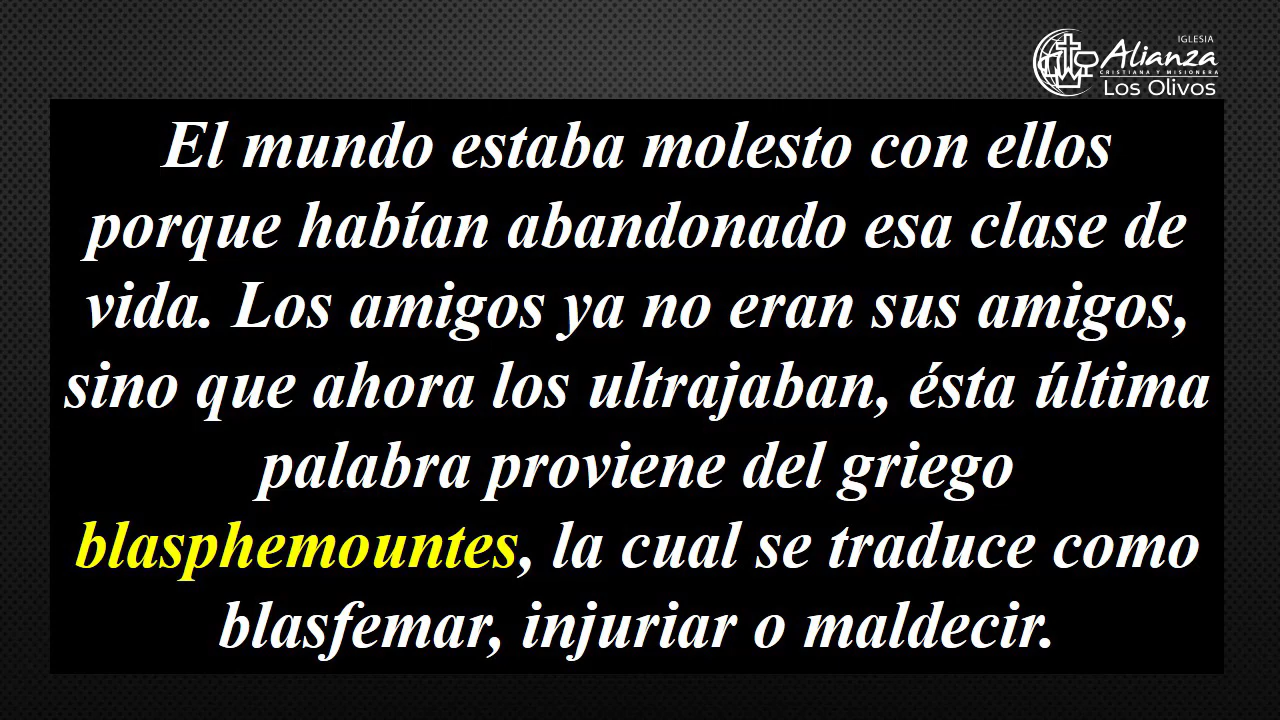 IGLESIA
Alianza
CRISTIANA Y MISIONERA
Los Olivos
El mundo estaba molesto con ellos
porque habían abandonado esa clase de
vida. Los amigos ya no eran sus amigos,
sino que ahora los ultrajaban, ésta última
palabra proviene del griego
blasphemountes, la cual se traduce como
blasfemar, injuriar o maldecir.